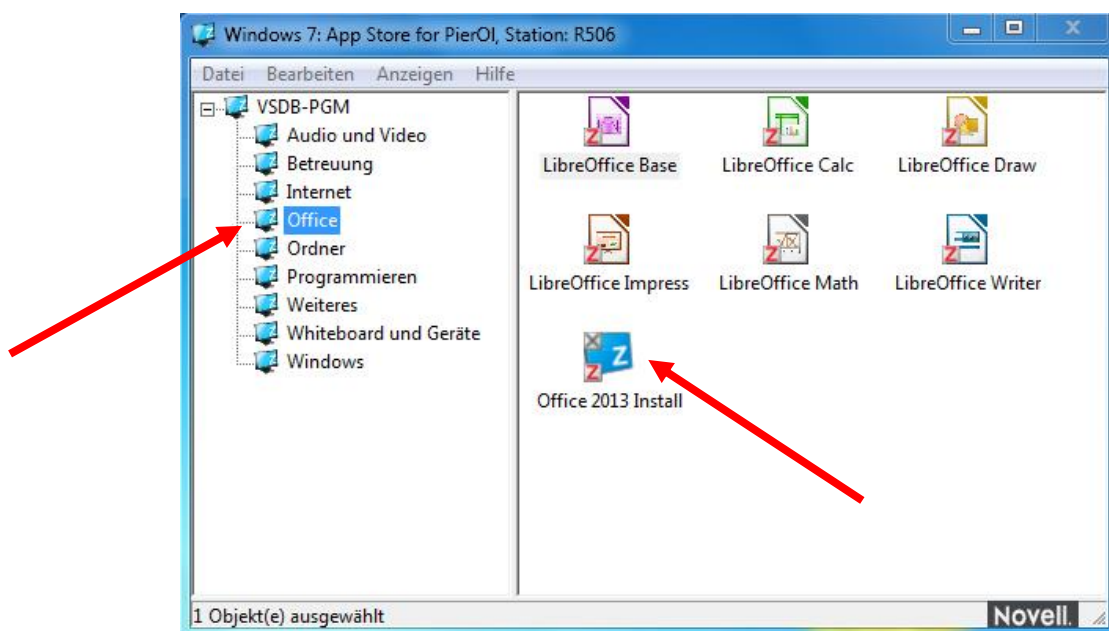 Windows 7: App Store for PierOl, Station: R506
Datei Bearbeiten Anzeigen Hilfe
VSDB-PGM
Audio und Video
Betreuung
Internet
Office
Ordner
Programmieren
Weiteres
Whiteboard und Geräte
Windows
LibreOffice Base LibreOffice Calc LibreOffice Draw
LibreOffice Impress LibreOffice Math LibreOffice Writer
Office 2013 Install
1 Objekt(e) ausgewählt
Novell.